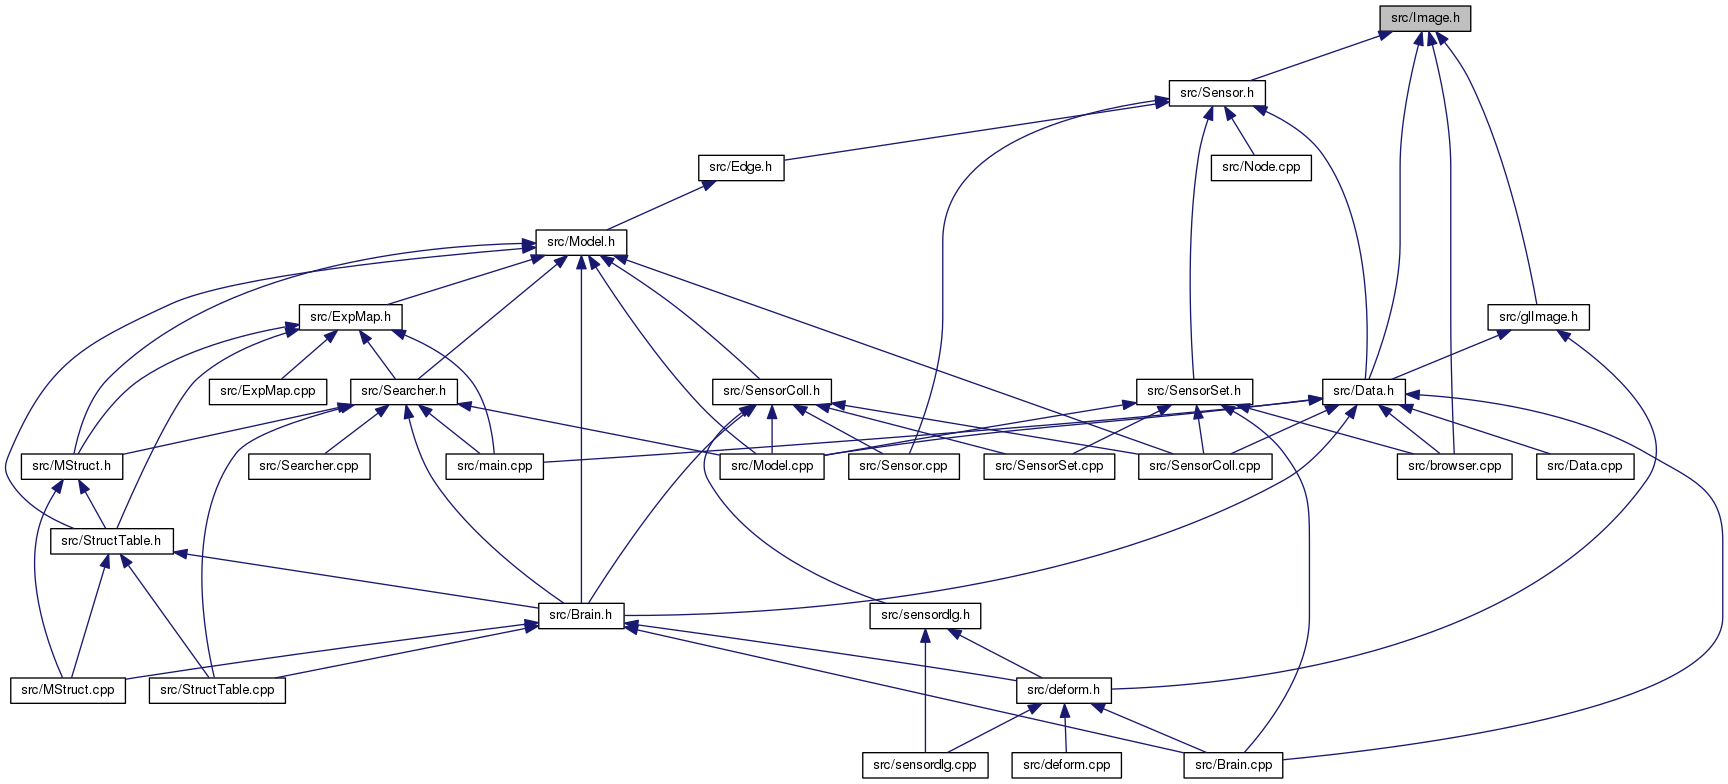 src/Image.h
src/Sensor.h
src/Edge.h
src/Node.cpp
src/Model.h
src/ExpMap.h
src/glImage.h
src/ExpMap.cpp
src/Searcher.h
src/SensorColl.h
src/SensorSet.h
src/Data.h
src/MStruct.h
src/Searcher.cpp
src/main.cpp
src/Model.cpp
src/Sensor.cpp
src/SensorSet.cpp
src/SensorColl.cpp
src/browser.cpp
src/Data.cpp
src/StructTable.h
src/Brain.h
src/sensordlg.h
src/MStruct.cpp
src/StructTable.cpp
src/deform.h
src/sensordlg.cpp
src/deform.cpp
src/Brain.cpp